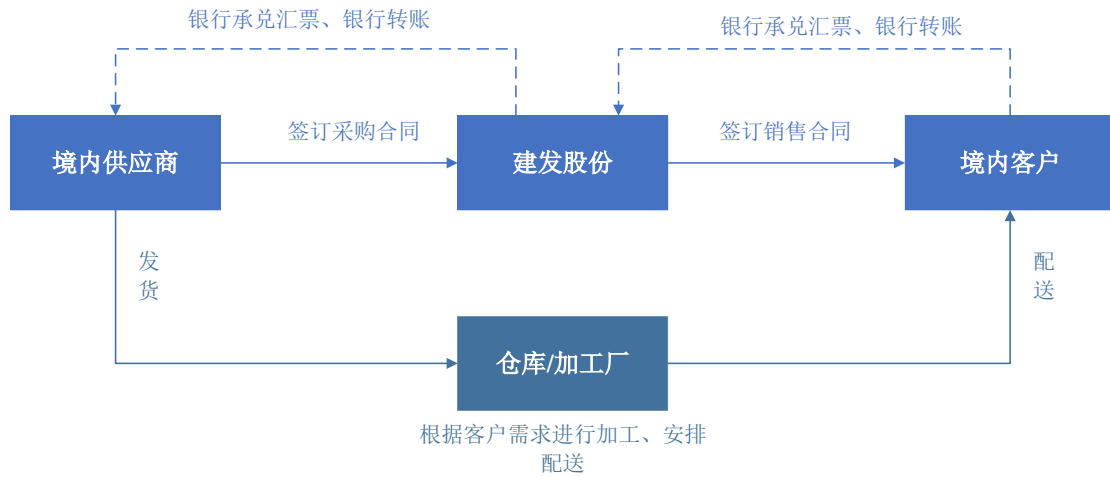 银行承兑汇票、银行转账
银行承兑汇票、银行转账
境内供应商
签订采购合同
建发股份
签订销售合同
境内客户
发
货
配
送
仓库/加工厂
根据客户需求进行加工、安排
配送